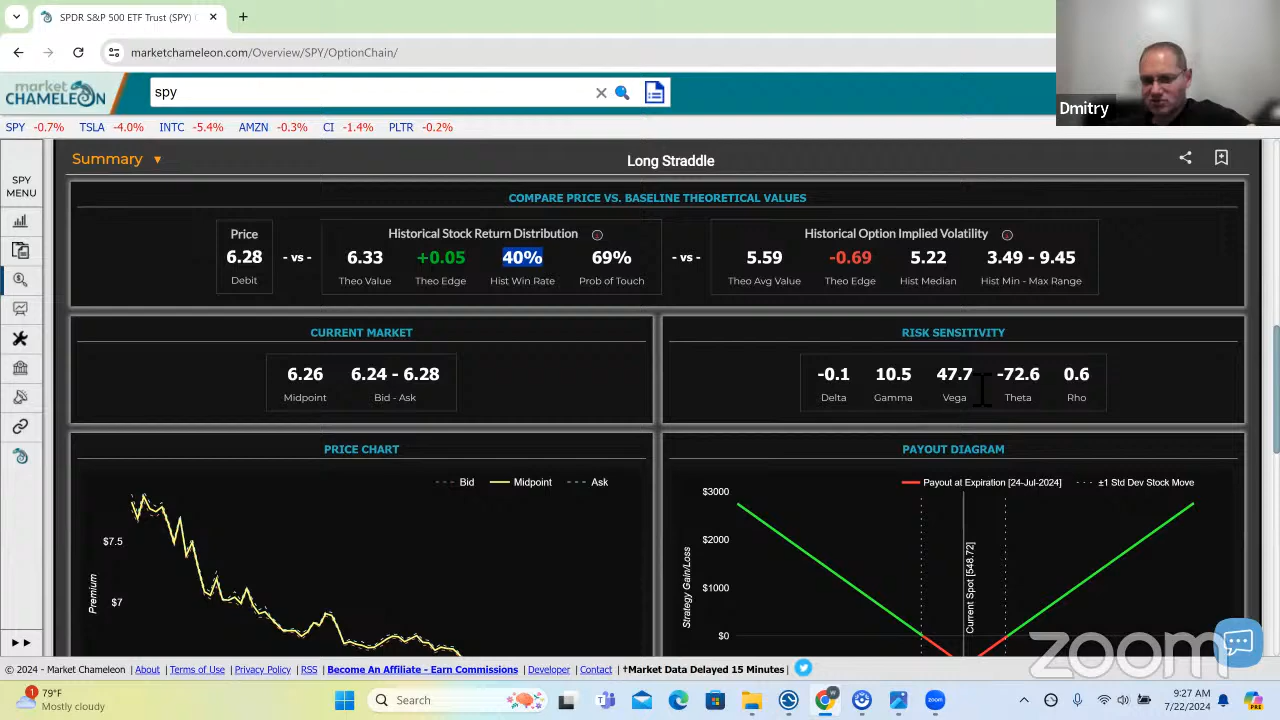 SPDR S&P 500 ETF Trust (SPY) (
marketchameleon.com/Overview/SPY/OptionChain/
Dmitry
market
CHAMELEON
spy
SPY -0.7% TSLA -4.0% INTC -5.4% AMZN -0.3% CI -1.4% PLTR -0.2%
SPY
MENU
Summary
Long Straddle
COMPARE PRICE VS. BASELINE THEORETICAL VALUES
Price
6.28
Debit
- vs -
Historical Stock Return Distribution
6.33 +0.05 40% 69%
Theo Value Theo Edge Hist Win Rate Prob of Touch
- vs -
Historical Option Implied Volatility
5.59 -0.69 5.22 3.49 - 9.45
Theo Avg Value Theo Edge Hist Median Hist Min - Max Range
CURRENT MARKET
6.26 6.24 - 6.28
Midpoint Bid - Ask
RISK SENSITIVITY
-0.1 10.5 47.7 -72.6 0.6
Delta Gamma Vega Theta Rho
PRICE CHART
Bid Midpoint Ask
$7.5
$7
Premium
PAYOUT DIAGRAM
Payout at Expiration [24-Jul-2024] ±1 Std Dev Stock Move
$3000
$2000
$1000
$0
Strategy Gain/Loss
Current Spot [548.72]
zoom
© 2024 - Market Chameleon | About | Terms of Use | Privacy Policy | RSS | Become An Affiliate - Earn Commissions | Developer | Contact | †Market Data Delayed 15 Minutes |
1
79°F
Mostly cloudy
Search
W
zoom
9:27 AM
7/22/2024
PRE